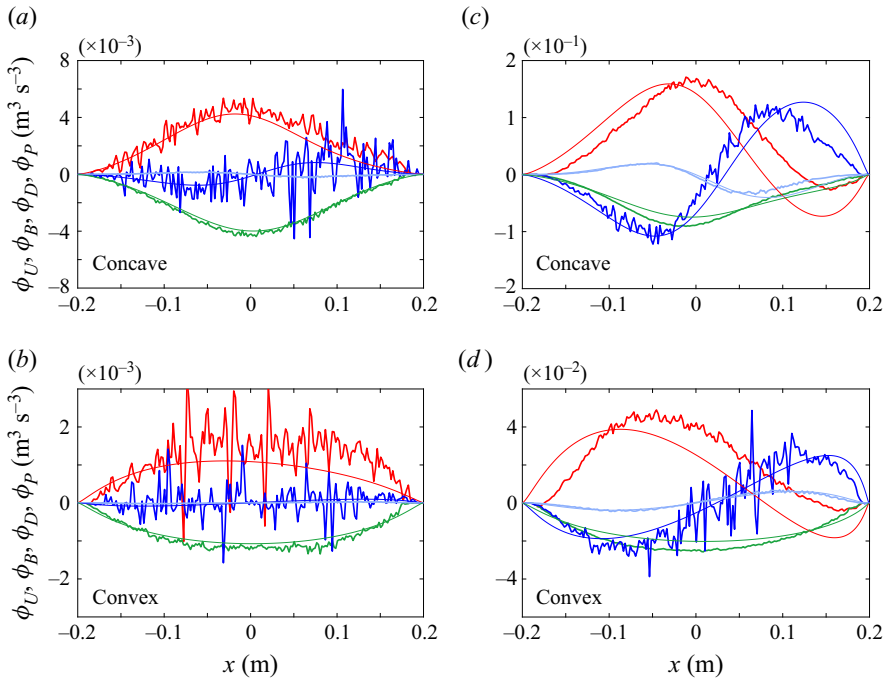 (a)
(×10⁻³)
8
4
0
−4
−8
−0.2 −0.1 0 0.1 0.2
Concave
ϕ_U, ϕ_B, ϕ_D, ϕ_P (m³ s⁻³)
(c)
(×10⁻¹)
2
1
0
−1
−2
−0.2 −0.1 0 0.1 0.2
Concave
(b)
(×10⁻³)
2
0
−2
−0.2 −0.1 0 0.1 0.2
Convex
ϕ_U, ϕ_B, ϕ_D, ϕ_P (m³ s⁻³)
x (m)
(d)
(×10⁻²)
4
0
−4
−0.2 −0.1 0 0.1 0.2
Convex
x (m)